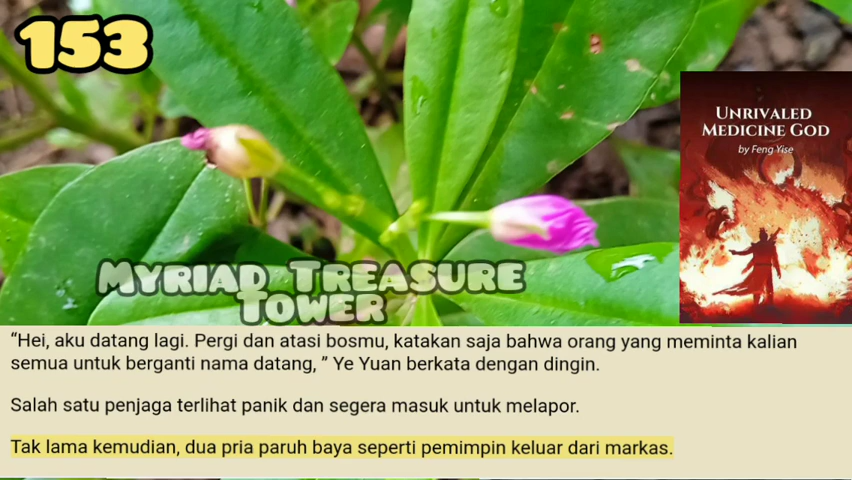 153
UNRIVALED
MEDICINE GOD
by Feng Yise
MYRIAD TREASURE
TOWER
“Hei, aku datang lagi. Pergi dan atasi bosmu, katakan saja bahwa orang yang meminta kalian
semua untuk berganti nama datang, ” Ye Yuan berkata dengan dingin.
Salah satu penjaga terlihat panik dan segera masuk untuk melapor.
Tak lama kemudian, dua pria paruh baya seperti pemimpin keluar dari markas.